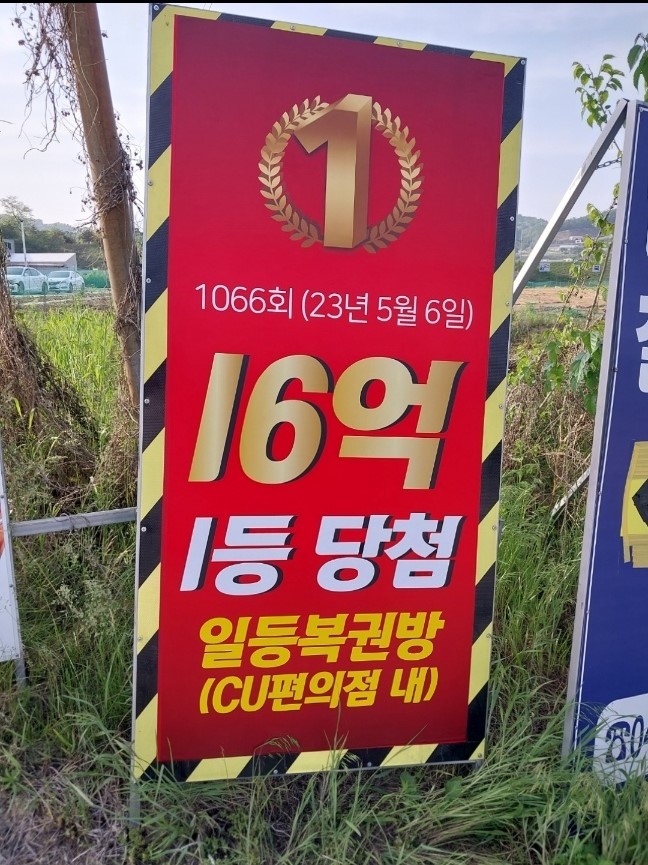 1
1066회 (23년 5월 6일)
16억
1등 당첨
일등복권방
(CU편의점 내)
☎04